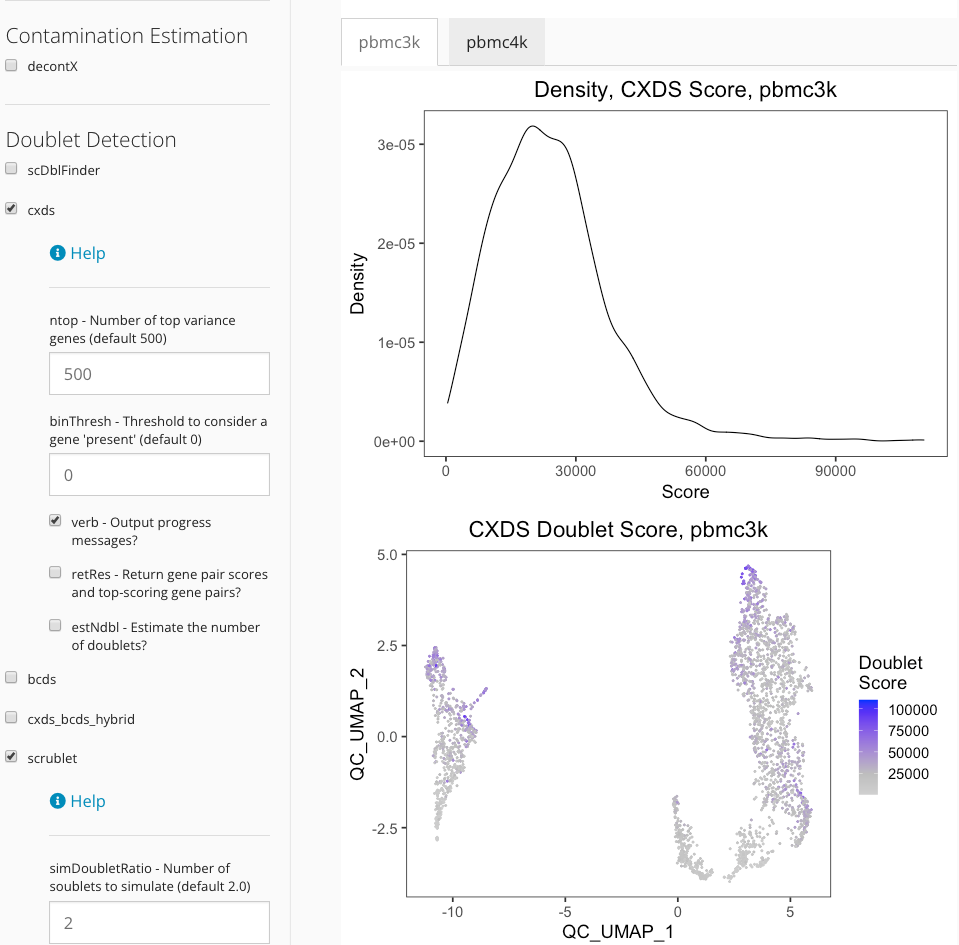 Contamination Estimation
decontX
Doublet Detection
scDblFinder
cxds
Help
ntop - Number of top variance
genes (default 500)
500
binThresh - Threshold to consider a
gene 'present' (default 0)
0
verb - Output progress
messages?
retRes - Return gene pair scores
and top-scoring gene pairs?
estNdbl - Estimate the number
of doublets?
bcds
cxds_bcds_hybrid
scrublet
Help
simDoubletRatio - Number of
soublets to simulate (default 2.0)
2
pbmc3k
pbmc4k
Density, CXDS Score, pbmc3k
3e-05
2e-05
1e-05
0e+00
Density
0
30000
60000
90000
Score
CXDS Doublet Score, pbmc3k
5.0
2.5
0.0
-2.5
QC_UMAP_2
-10
-5
0
5
QC_UMAP_1
Doublet
Score
100000
75000
50000
25000